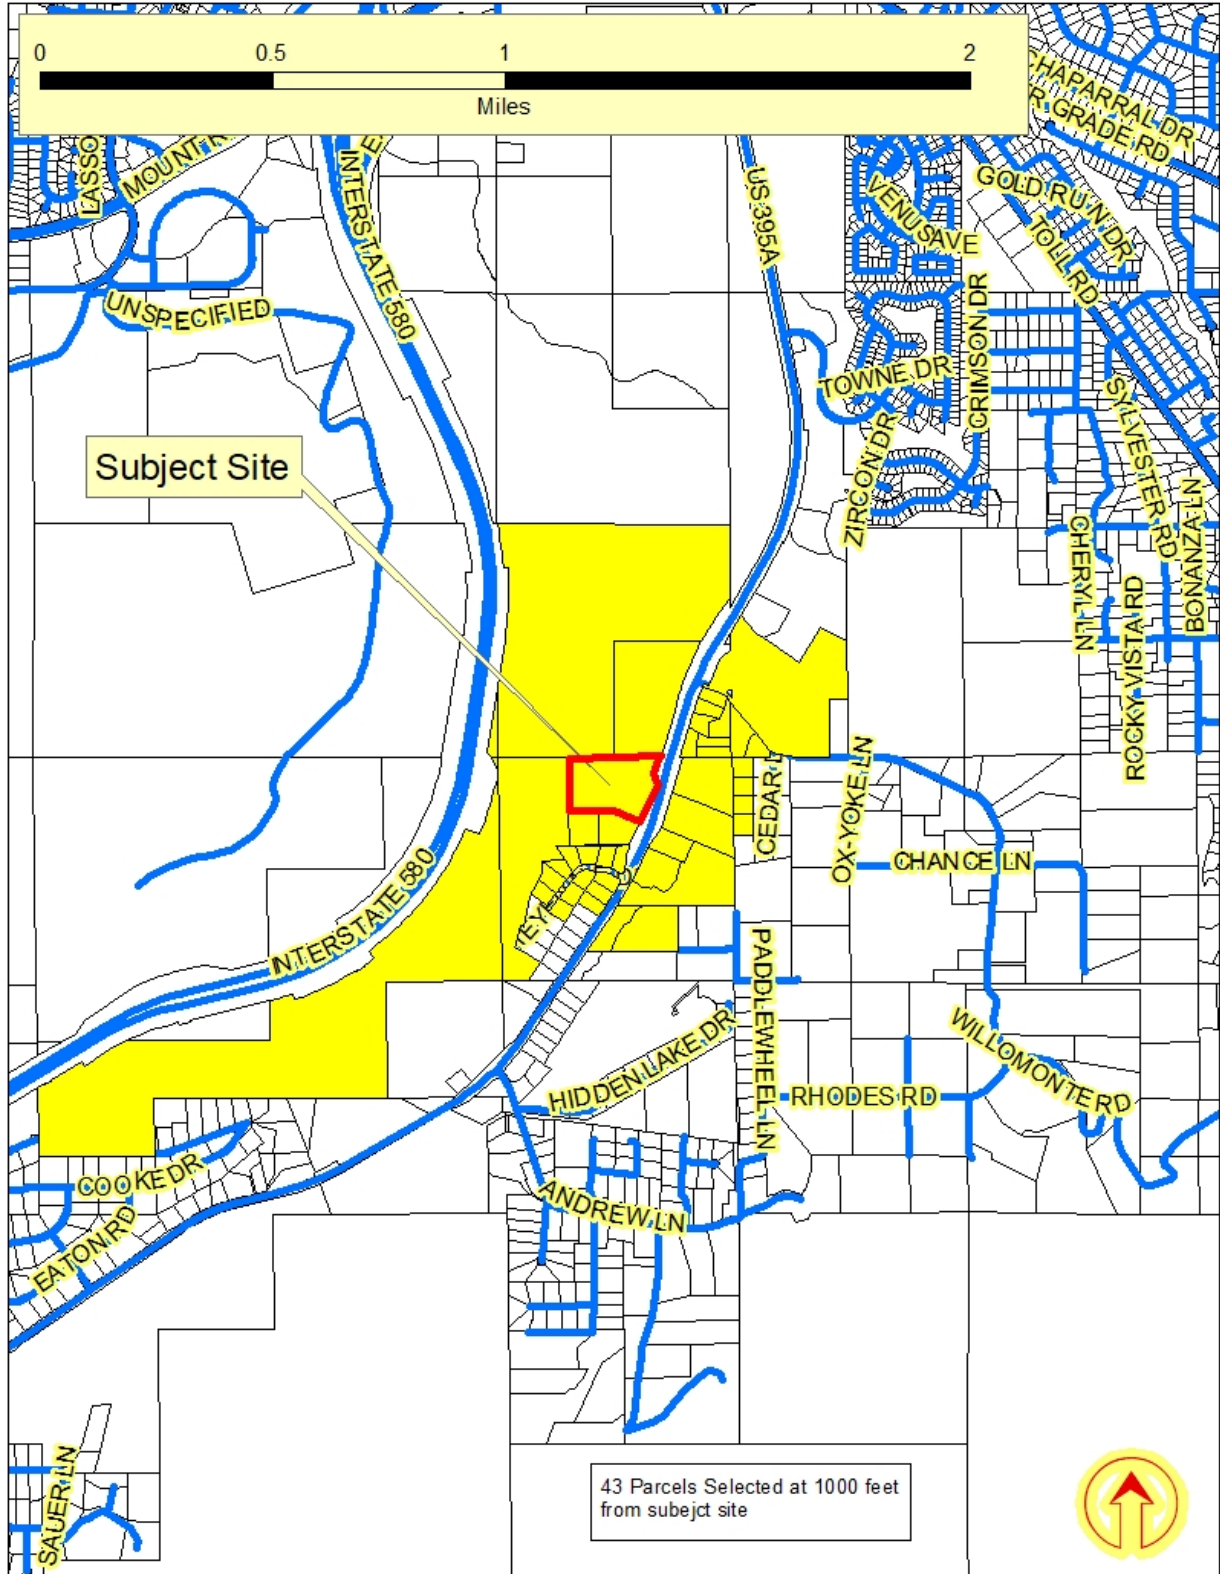 0 0.5 1 2
Miles
CHAPARRAL DR
R GRADE RD
LASSO
MOUNT R
INTERSTATE 580
US 395A
VENUS AVE
GOLD RUN DR
TOLL RD
UNSPECIFIED
CRIMSON DR
TOWNE DR
SYLVESTER RD
Subject Site
ZIRCON DR
BONANZA LN
CHERYL LN
ROCKY VISTA RD
OX-YOKE LN
CEDAR L
CHANCE LN
INTERSTATE 580
PADDLEWHEEL LN
HIDDEN LAKE DR
WILLOMONTE RD
RHODES RD
COOKE DR
ANDREW LN
EATON RD
SAUER LN
43 Parcels Selected at 1000 feet
from subejct site